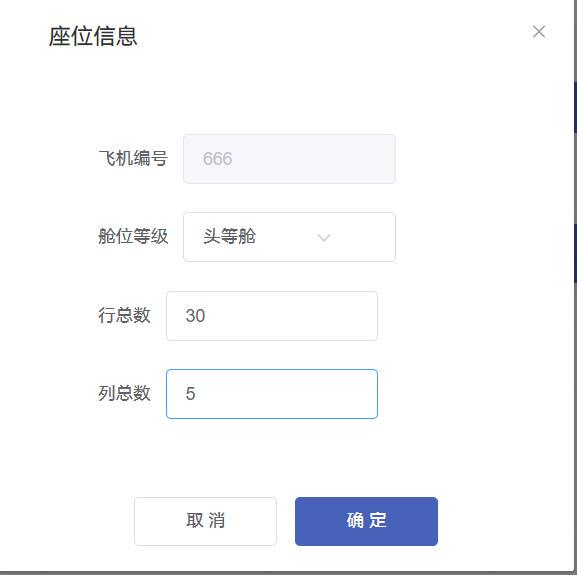 座位信息
飞机编号 666
舱位等级 头等舱
行总数 30
列总数 5
取消 确定